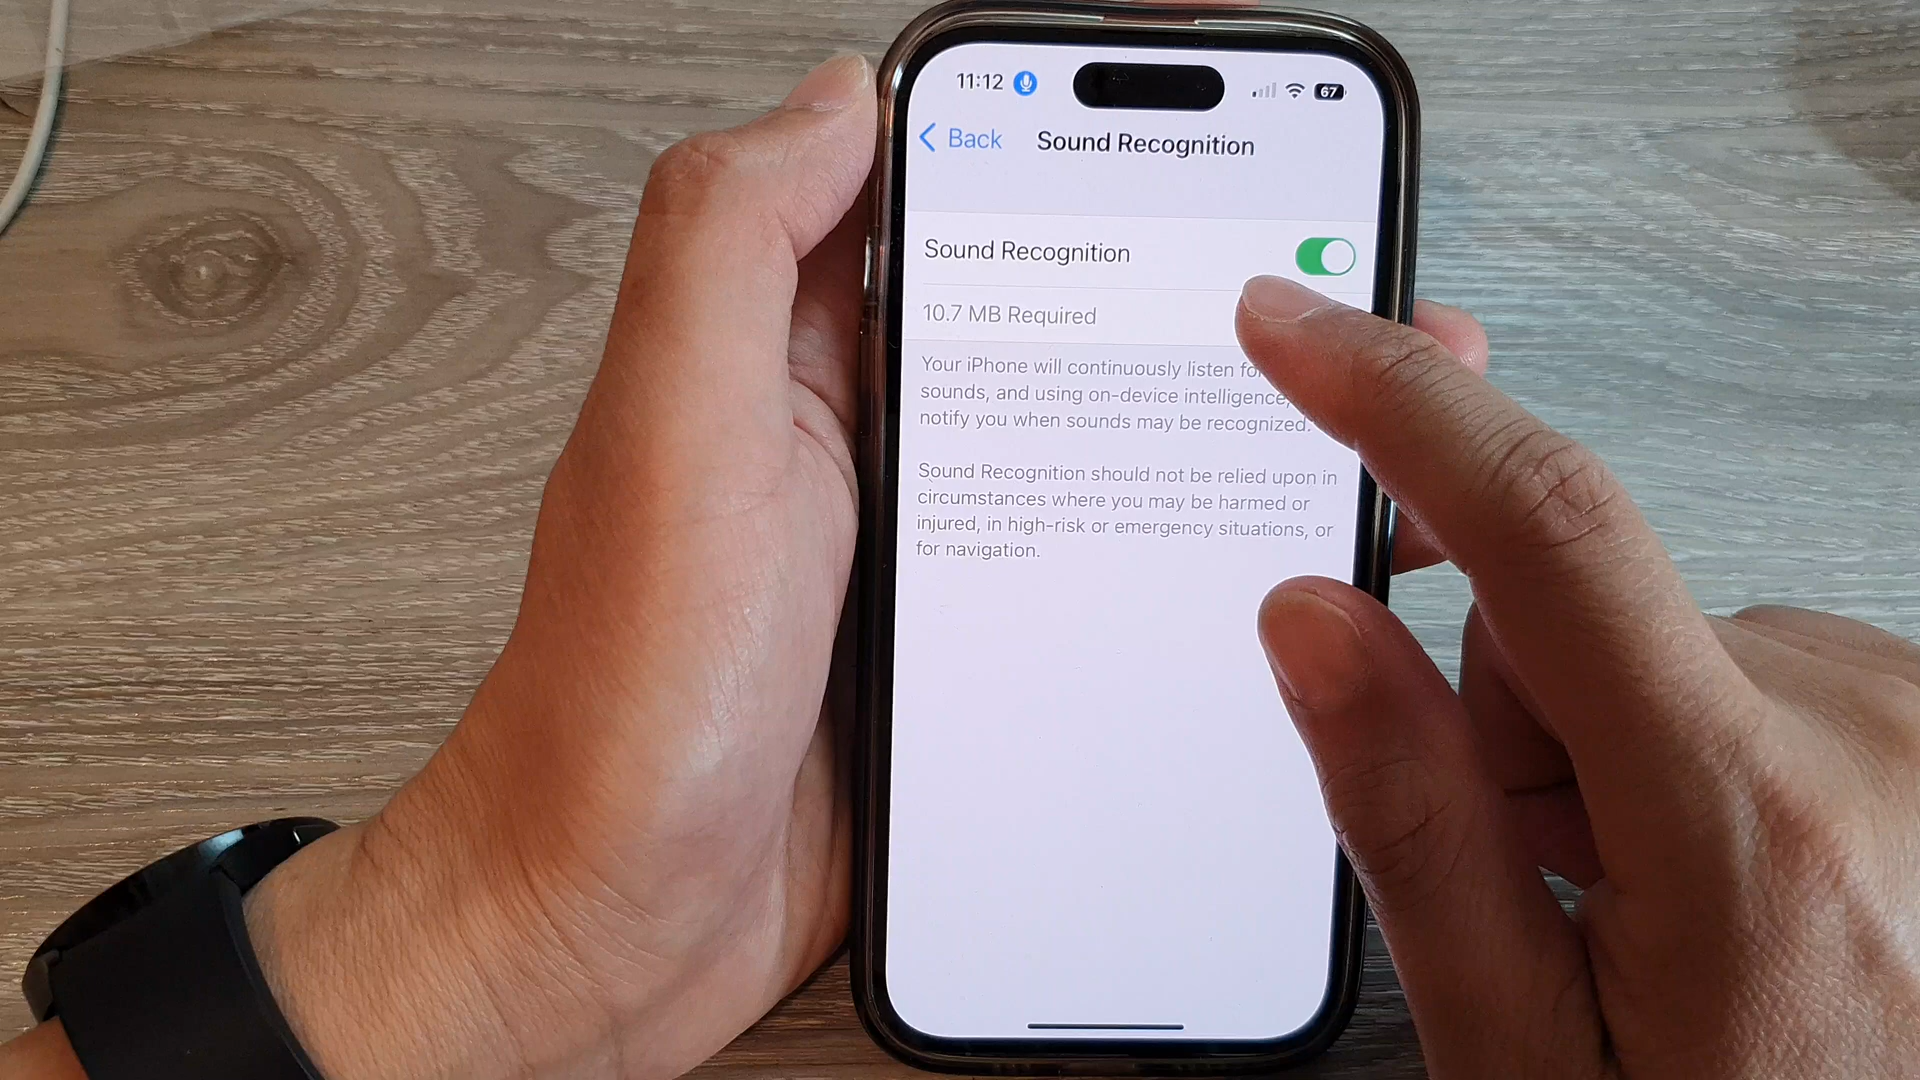 11:12
67
Back
Sound Recognition
Sound Recognition
10.7 MB Required
Your iPhone will continuously listen
sounds, and using on-device intelligence,
notify you when sounds may be recognized.
Sound Recognition should not be relied upon in
circumstances where you may be harmed or
injured, in high-risk or emergency situations, or
for navigation.